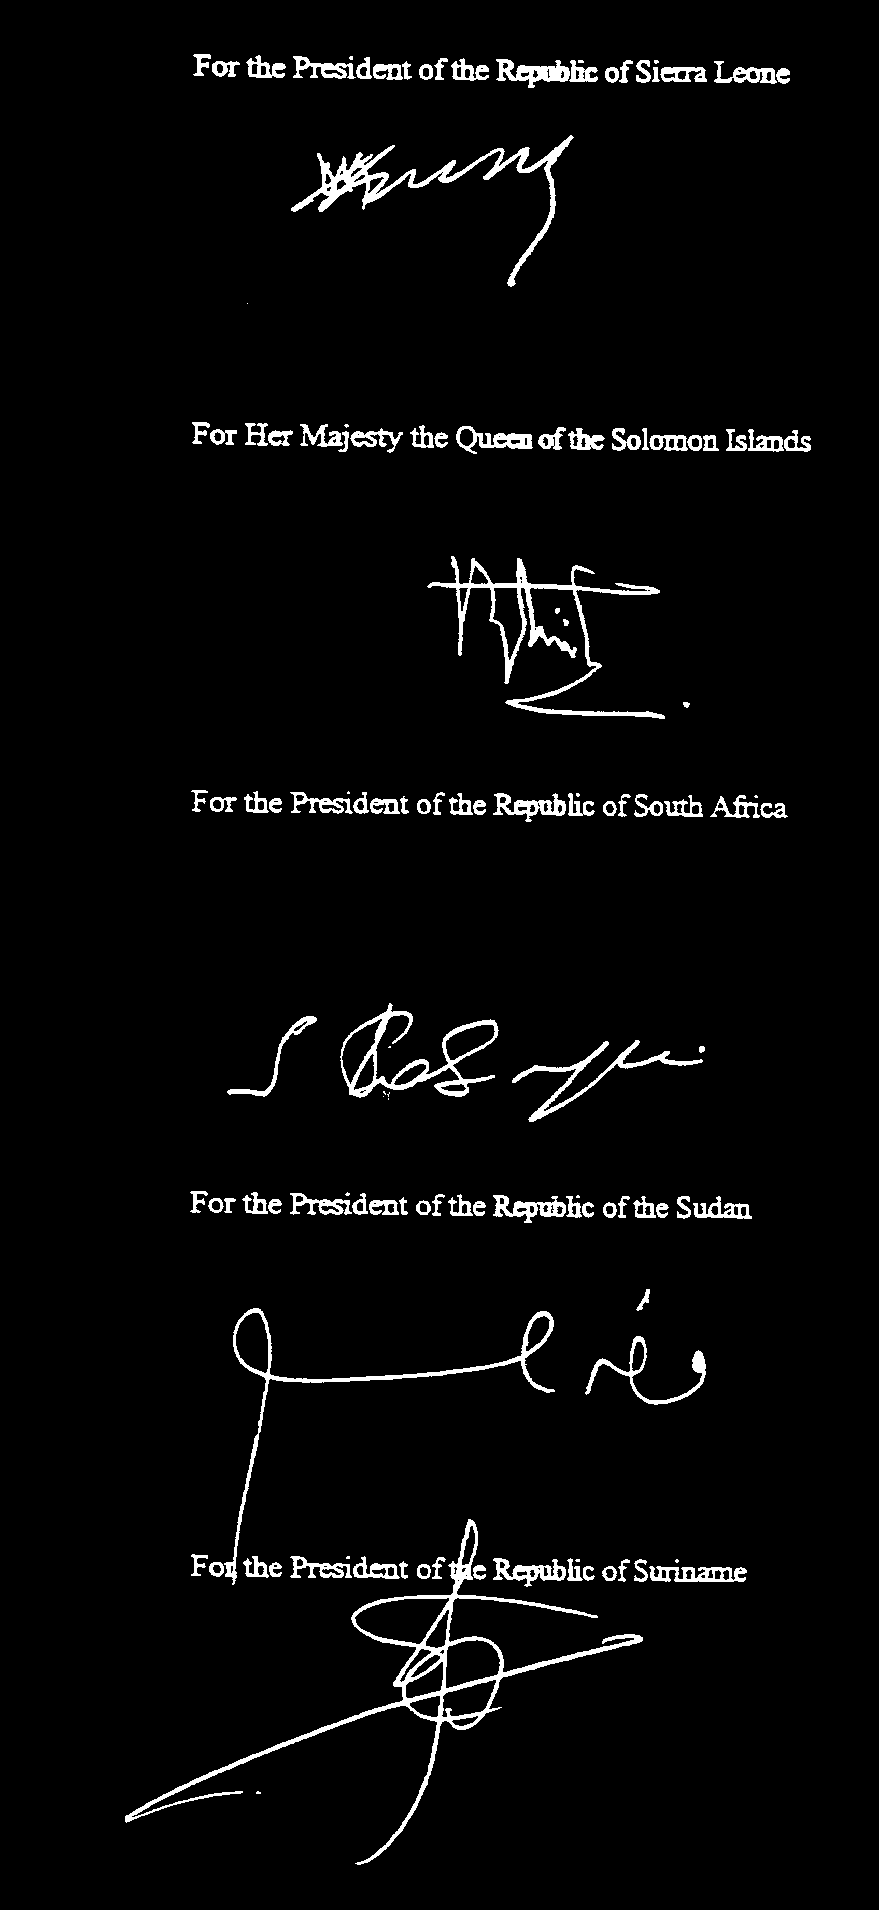 For the President of the Republic of Sierra Leone
For Her Majesty the Queen of the Solomon Islands
For the President of the Republic of South Africa
For the President of the Republic of the Sudan
For the President of the Republic of Suriname